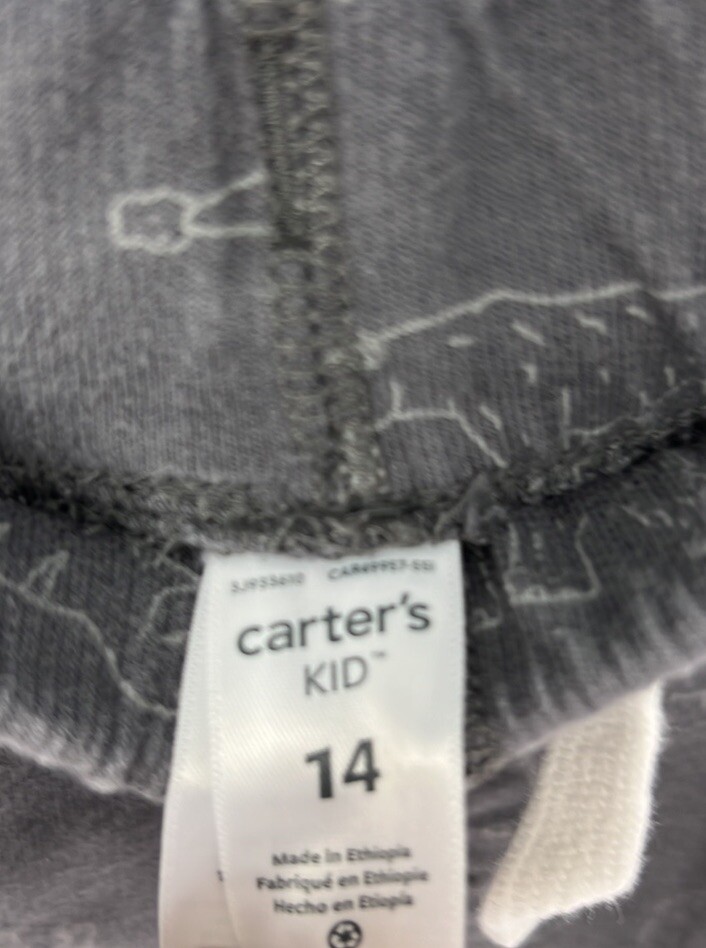 carter's
KID™
14
Made in Ethiopia
Fabriqué en Ethiopie
Hecho en Etiopía